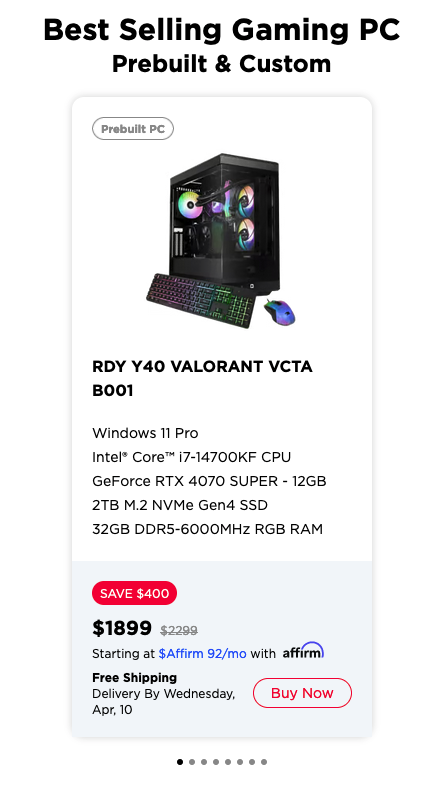 Best Selling Gaming PC
Prebuilt & Custom
Prebuilt PC
RDY Y40 VALORANT VCTA
B001
Windows 11 Pro
Intel® Core™ i7-14700KF CPU
GeForce RTX 4070 SUPER - 12GB
2TB M.2 NVMe Gen4 SSD
32GB DDR5-6000MHz RGB RAM
SAVE $400
$1899 $2299
Starting at $Affirm 92/mo with affirm
Free Shipping
Delivery By Wednesday,
Apr, 10
Buy Now